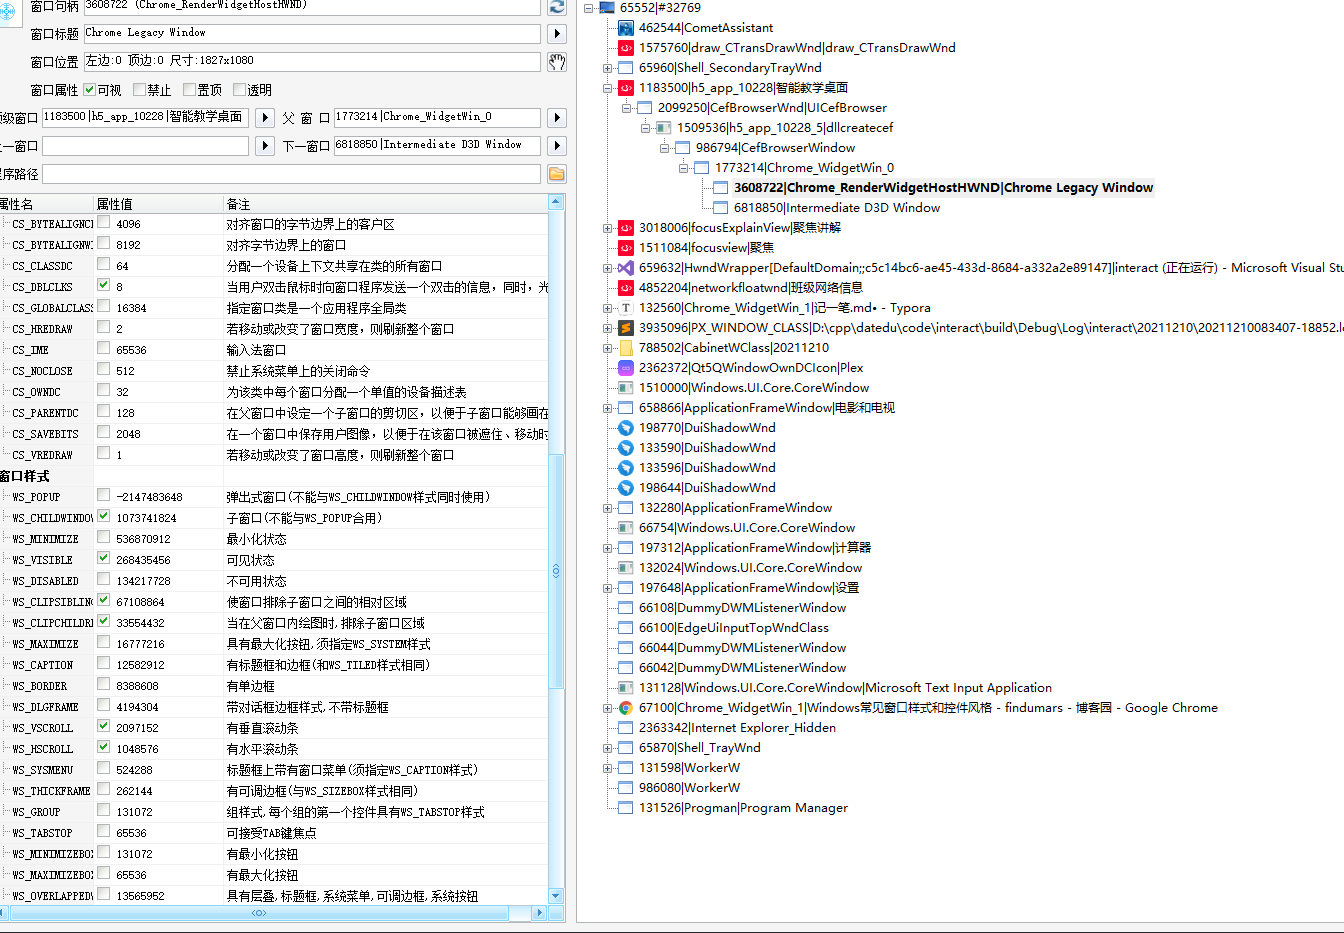 窗口句柄 3608722 (Chrome_RenderWidgetHostHWND)
窗口标题 Chrome Legacy Window
窗口位置 左边:0 顶边:0 尺寸:1827x1080
窗口属性 可视 禁止 置顶 透明
级窗口 1183500|h5_app_10228|智能教学桌面 父 窗 口 1773214|Chrome_WidgetWin_0
一窗口 下一窗口 6818850|Intermediate D3D Window
程序路径
属性名 属性值 备注
CS_BYTEALIGNCI 4096 对齐窗口的字节边界上的客户区
CS_BYTEALIGNW 8192 对齐字节边界上的窗口
CS_CLASSDC 64 分配一个设备上下文共享在类的所有窗口
CS_DBLCLKS 8 当用户双击鼠标时向窗口程序发送一个双击的信息，同时，光
CS_GLOBALCLASS 16384 指定窗口类是一个应用程序全局类
CS_HREDRAW 2 若移动或改变了窗口宽度，则刷新整个窗口
CS_IME 65536 输入法窗口
CS_NOCLOSE 512 禁止系统菜单上的关闭命令
CS_OWNDC 32 为该类中每个窗口分配一个单值的设备描述表
CS_PARENTDC 128 在父窗口中设定一个子窗口的剪切区，以便于子窗口能够画在
CS_SAVEBITS 2048 在一个窗口中保存用户图像，以便于在该窗口被遮住、移动时
CS_VREDRAW 1 若移动或改变了窗口高度，则刷新整个窗口
窗口样式
WS_POPUP -2147483648 弹出式窗口(不能与WS_CHILDWINDOW样式同时使用)
WS_CHILDWINDOW 1073741824 子窗口(不能与WS_POPUP合用)
WS_MINIMIZE 536870912 最小化状态
WS_VISIBLE 268435456 可见状态
WS_DISABLED 134217728 不可用状态
WS_CLIPSIBLING 67108864 使窗口排除子窗口之间的相对区域
WS_CLIPCHILDRI 33554432 当在父窗口内绘图时,排除子窗口区域
WS_MAXIMIZE 16777216 具有最大化按钮,须指定WS_SYSTEM样式
WS_CAPTION 12582912 有标题框和边框(和WS_TILED样式相同)
WS_BORDER 8388608 有单边框
WS_DLGFRAME 4194304 带对话框边框样式,不带标题框
WS_VSCROLL 2097152 有垂直滚动条
WS_HSCROLL 1048576 有水平滚动条
WS_SYSMENU 524288 标题框上带有窗口菜单(须指定WS_CAPTION样式)
WS_THICKFRAME 262144 有可调边框(与WS_SIZEBOX样式相同)
WS_GROUP 131072 组样式,每个组的第一个控件具有WS_TABSTOP样式
WS_TABSTOP 65536 可接受TAB键焦点
WS_MINIMIZEBO 131072 有最小化按钮
WS_MAXIMIZEBO 65536 有最大化按钮
WS_OVERLAPPEDW 13565952 具有层叠,标题框,系统菜单,可调边框,系统按钮
65552|#32769
462544|CometAssistant
1575760|draw_CTransDrawWnd|draw_CTransDrawWnd
65960|Shell_SecondaryTrayWnd
1183500|h5_app_10228|智能教学桌面
2099250|CefBrowserWnd|UICefBrowser
1509536|h5_app_10228_5|dllcreatecef
986794|CefBrowserWindow
1773214|Chrome_WidgetWin_0
3608722|Chrome_RenderWidgetHostHWND|Chrome Legacy Window
6818850|Intermediate D3D Window
3018006|focusExplainView|聚焦讲解
1511084|focusview|聚焦
659632|HwndWrapper[DefaultDomain;;c5c14bc6-ae45-433d-8684-a332a2e89147]|interact (正在运行) - Microsoft Visual Stu
4852204|networkfloatwnd|班级网络信息
132560|Chrome_WidgetWin_1|记一笔.md• - Typora
3935096|PX_WINDOW_CLASS|D:\cpp\datedu\code\interact\build\Debug\Log\interact\20211210\20211210083407-18852.l
788502|CabinetWClass|20211210
2362372|Qt5QWindowOwnDCIcon|Plex
1510000|Windows.UI.Core.CoreWindow
658866|ApplicationFrameWindow|电影和电视
198770|DuiShadowWnd
133590|DuiShadowWnd
133596|DuiShadowWnd
198644|DuiShadowWnd
132280|ApplicationFrameWindow
66754|Windows.UI.Core.CoreWindow
197312|ApplicationFrameWindow|计算器
132024|Windows.UI.Core.CoreWindow
197648|ApplicationFrameWindow|设置
66108|DummyDWMListenerWindow
66100|EdgeUiInputTopWndClass
66044|DummyDWMListenerWindow
66042|DummyDWMListenerWindow
131128|Windows.UI.Core.CoreWindow|Microsoft Text Input Application
67100|Chrome_WidgetWin_1|Windows常见窗口样式和控件风格 - findumars - 博客园 - Google Chrome
2363342|Internet Explorer_Hidden
65870|Shell_TrayWnd
131598|WorkerW
986080|WorkerW
131526|Progman|Program Manager